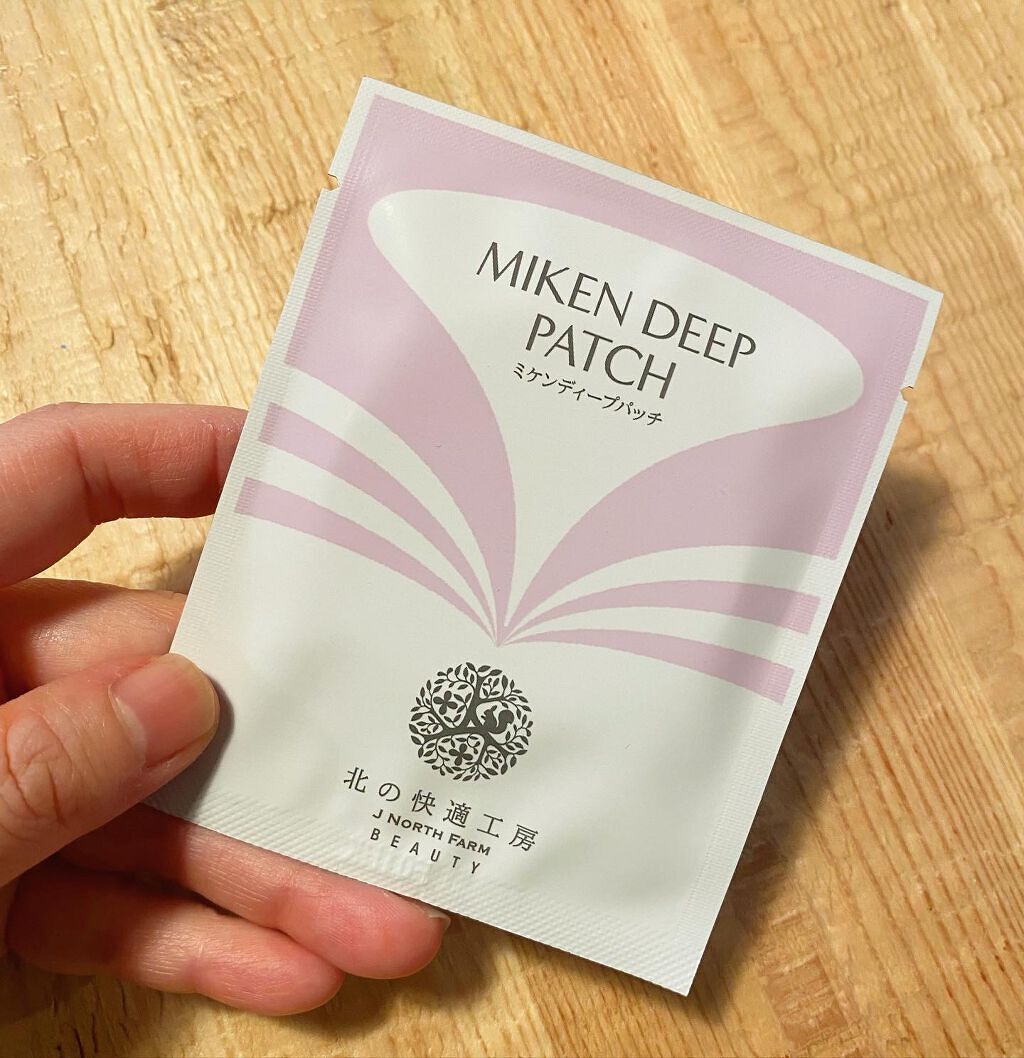 MIKEN DEEP
PATCH
ミケンディープパッチ
北の快適工房
J NORTH FARM
BEAUTY